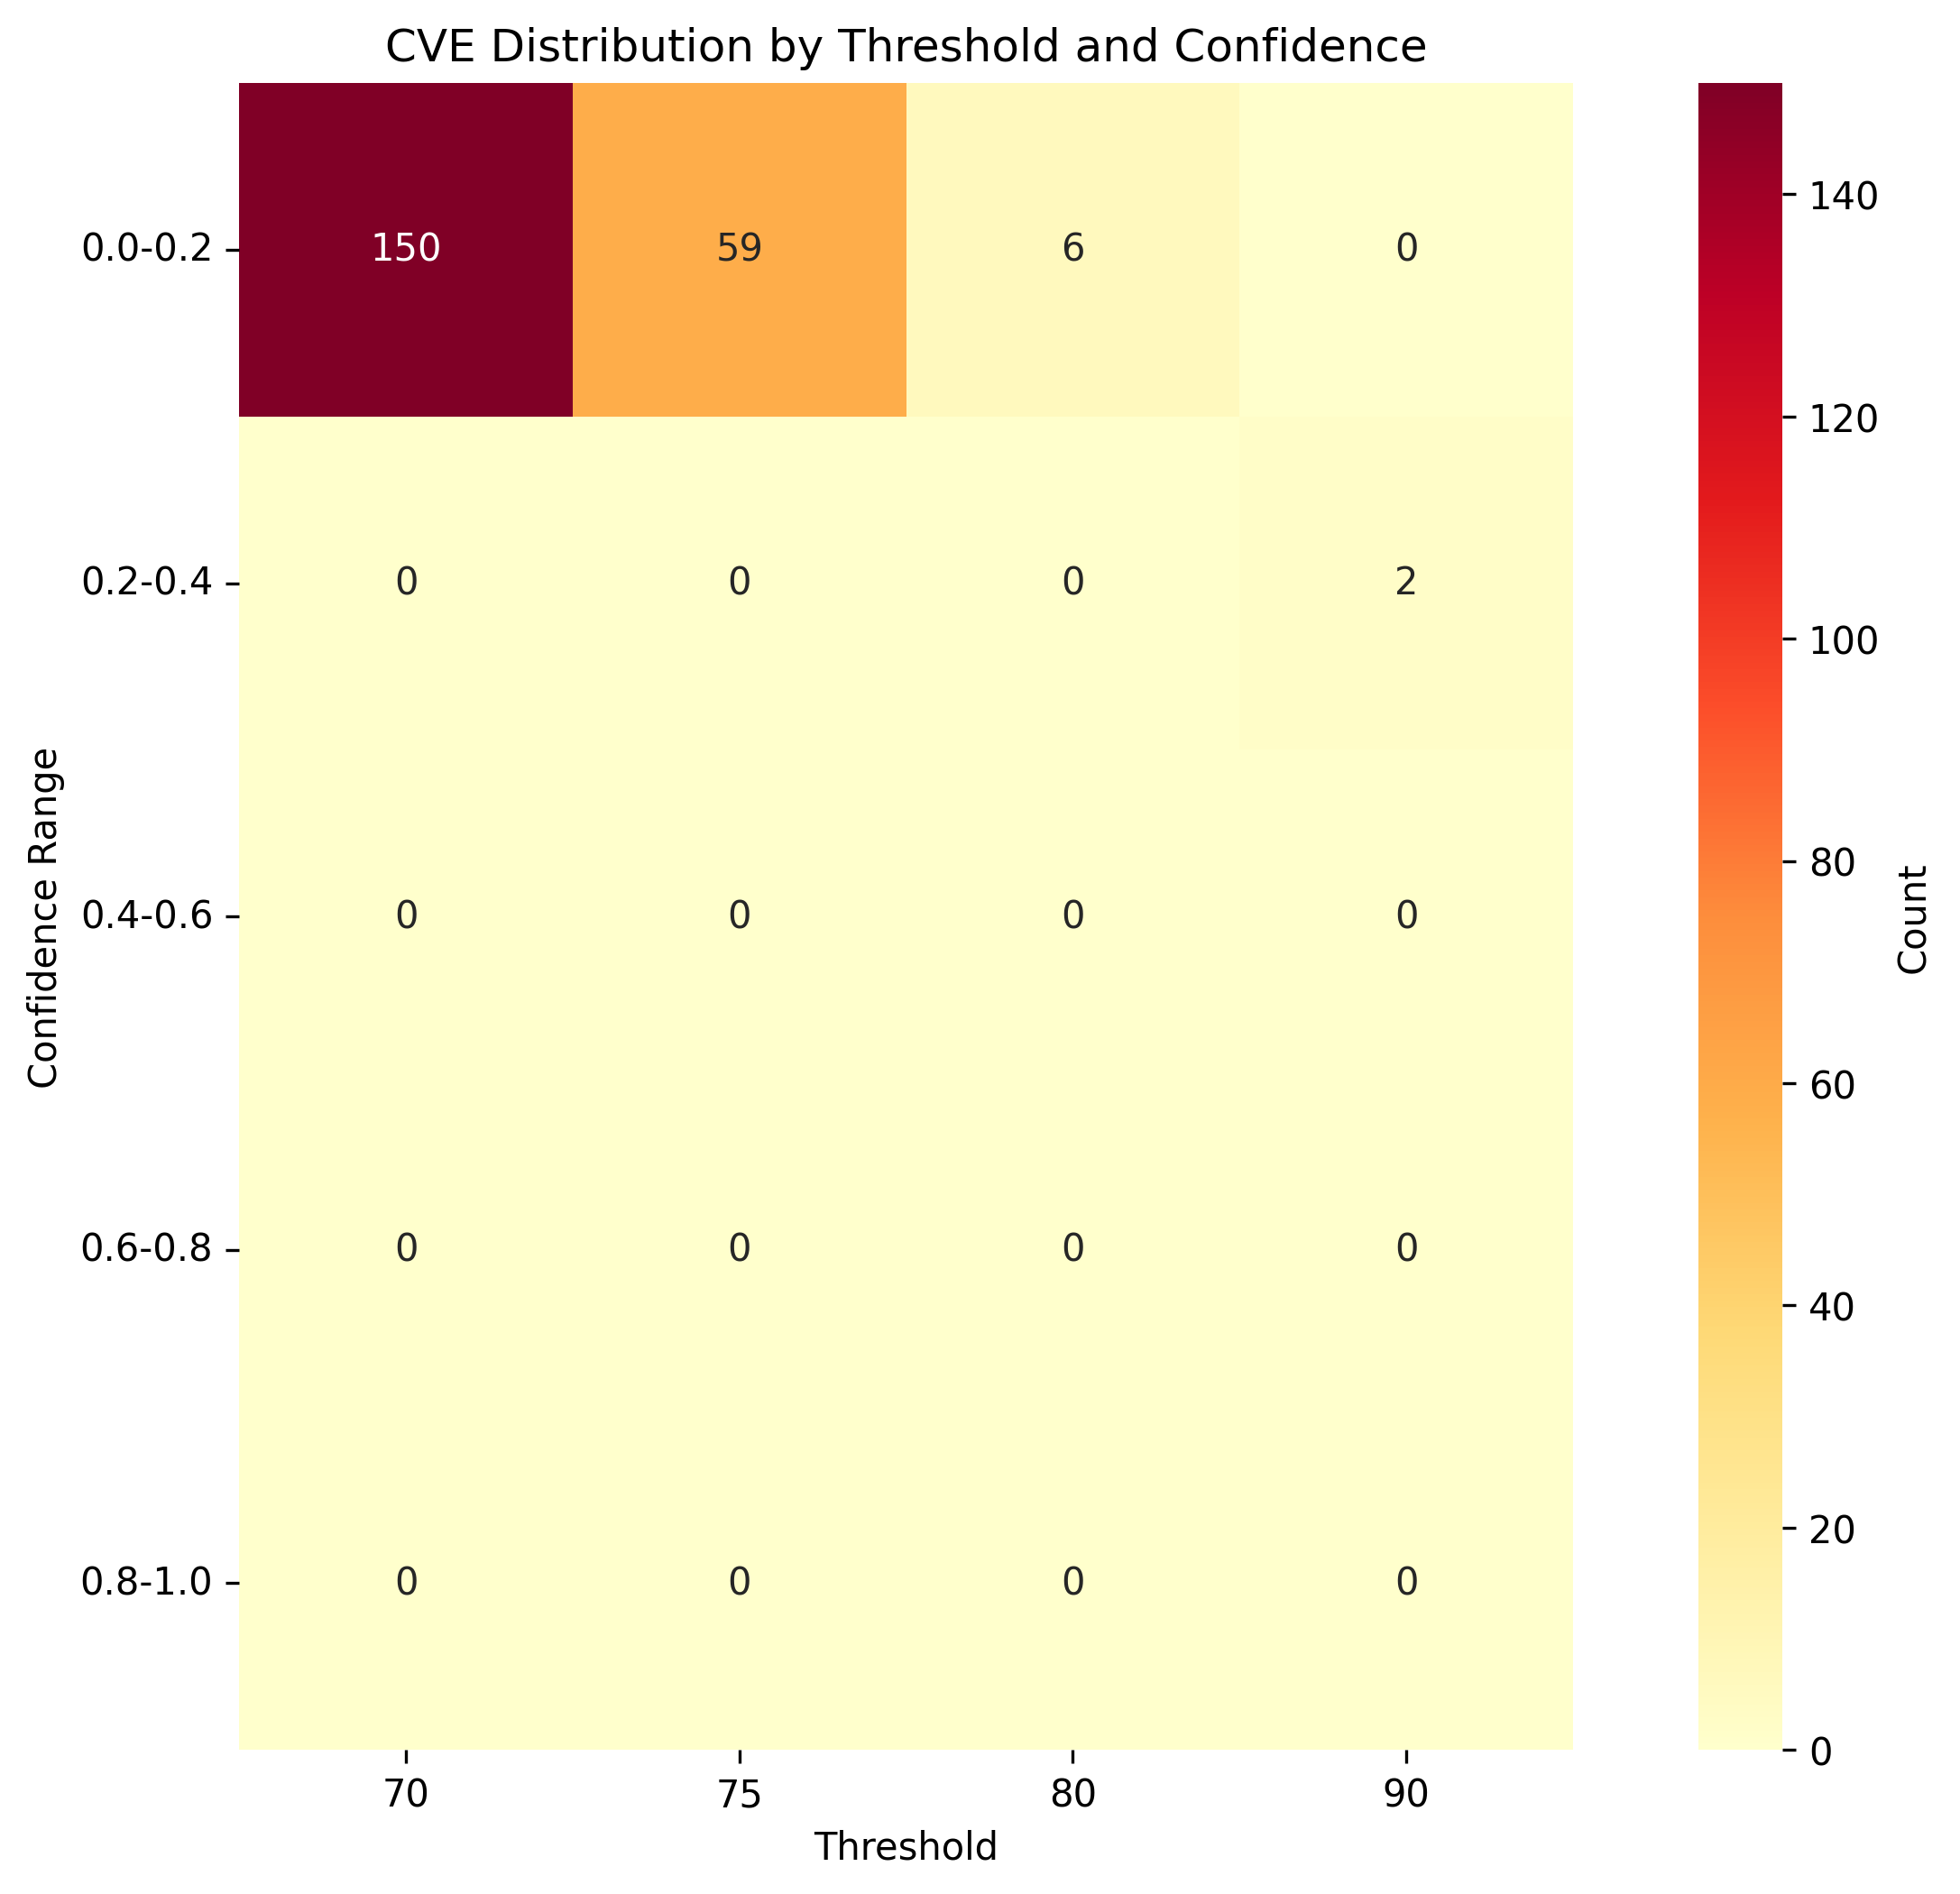 CVE Distribution by Threshold and Confidence
0.0-0.2 150 59 6 0
0.2-0.4 0 0 0 2
0.4-0.6 0 0 0 0
0.6-0.8 0 0 0 0
0.8-1.0 0 0 0 0
70 75 80 90
Threshold
Confidence Range
140
120
100
80
60
40
20
0
Count